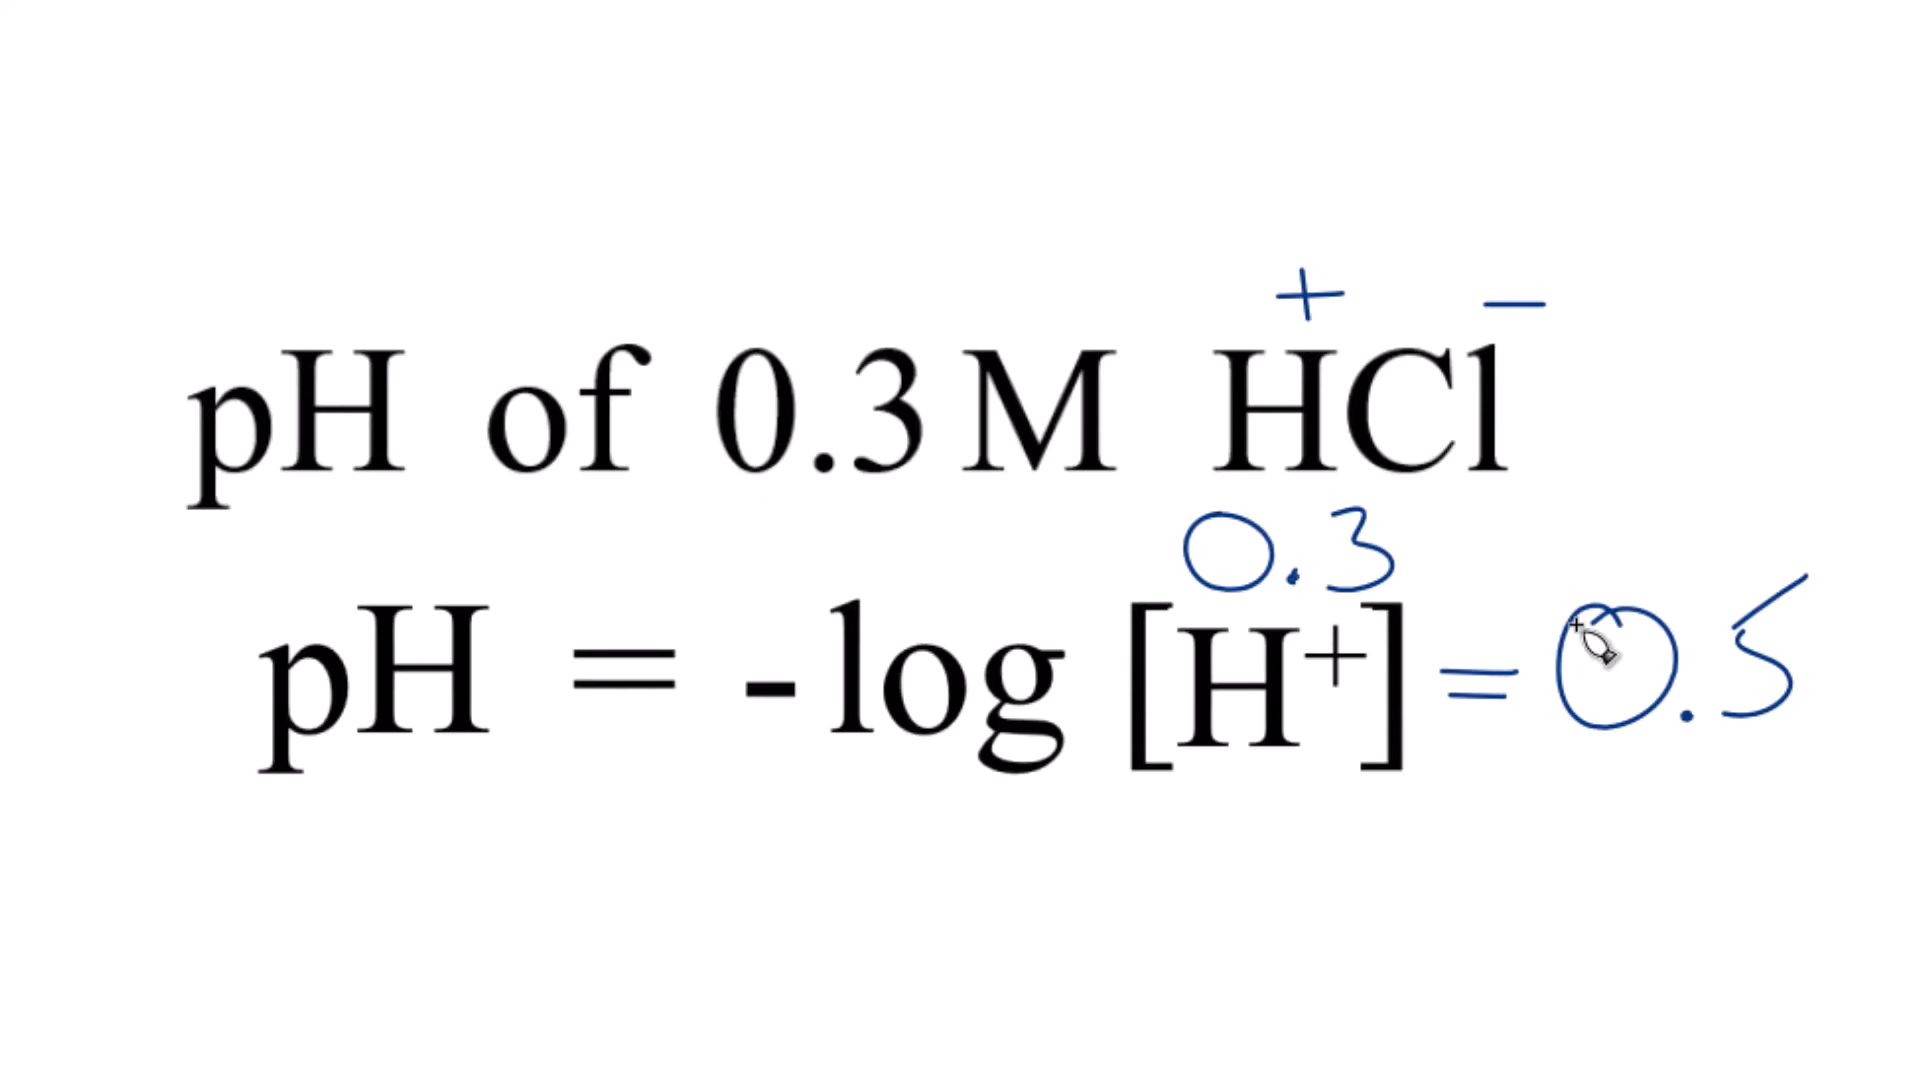 + −
pH of 0.3 M HCl
0.3
pH = -log [H⁺] = 0.5